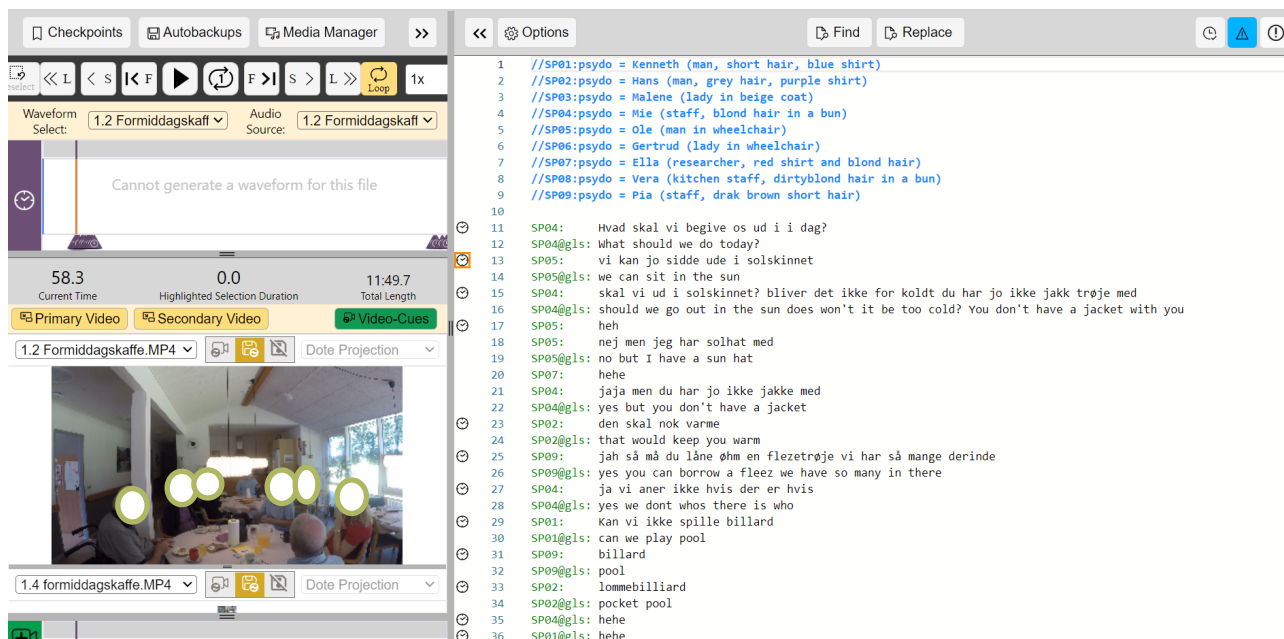 Checkpoints
Autobackups
Media Manager
Options
Find
Replace
L
S
F
1
F
S
L
Loop
1x
Waveform Select:
1.2 Formiddagskaff
Audio Source:
1.2 Formiddagskaff
Cannot generate a waveform for this file
58.3
Current Time
0.0
Highlighted Selection Duration
11:49.7
Total Length
Primary Video
Secondary Video
Video-Cues
1.2 Formiddagskaffe.MP4
Dote Projection
1.4 formiddagskaffe.MP4
Dote Projection
1 //SP01:psydo = Kenneth (man, short hair, blue shirt)
2 //SP02:psydo = Hans (man, grey hair, purple shirt)
3 //SP03:psydo = Malene (lady in beige coat)
4 //SP04:psydo = Mie (staff, blond hair in a bun)
5 //SP05:psydo = Ole (man in wheelchair)
6 //SP06:psydo = Gertrud (lady in wheelchair)
7 //SP07:psydo = Ella (researcher, red shirt and blond hair)
8 //SP08:psydo = Vera (kitchen staff, dirtyblond hair in a bun)
9 //SP09:psydo = Pia (staff, drak brown short hair)
10
11 SP04: Hvad skal vi begive os ud i i dag?
12 SP04@gls: What should we do today?
13 SP05: vi kan jo sidde ude i solskinnet
14 SP05@gls: we can sit in the sun
15 SP04: skal vi ud i solskinnet? bliver det ikke for koldt du har jo ikke jakk trøje med
16 SP04@gls: should we go out in the sun does won't it be too cold? You don't have a jacket with you
17 SP05: heh
18 SP05: nej men jeg har solhat med
19 SP05@gls: no but I have a sun hat
20 SP07: hehe
21 SP04: jaja men du har jo ikke jakke med
22 SP04@gls: yes but you don't have a jacket
23 SP02: den skal nok varme
24 SP02@gls: that would keep you warm
25 SP09: jah så må du låne øhm en flezetrøje vi har så mange derinde
26 SP09@gls: yes you can borrow a fleez we have so many in there
27 SP04: ja vi aner ikke hvis der er hvis
28 SP04@gls: yes we dont whos there is who
29 SP01: Kan vi ikke spille billard
30 SP01@gls: can we play pool
31 SP09: billard
32 SP09@gls: pool
33 SP02: lommebilliard
34 SP02@gls: pocket pool
35 SP04@gls: hehe
36 SP01@gls: hehe